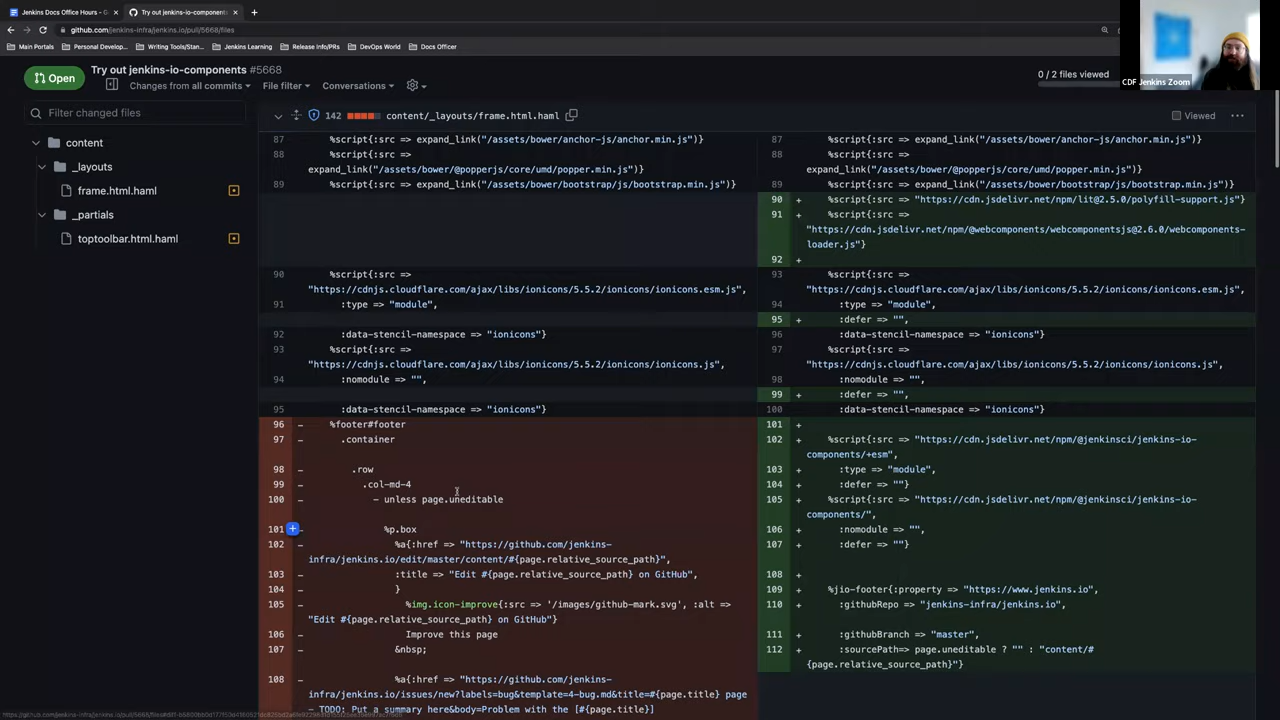 Jenkins Docs Office Hours - G
Try out jenkins-io-components
github.com/jenkins-infra/jenkins.io/pull/5668/files
Main Portals
Personal Develop...
Writing Tools/Stan...
Jenkins Learning
Release Info/PRs
DevOps World
Docs Officer
CDF Jenkins Zoom
Open
Try out jenkins-io-components #5668
Changes from all commits
File filter
Conversations
0 / 2 files viewed
Filter changed files
content
_layouts
frame.html.haml
_partials
toptoolbar.html.haml
142 content/_layouts/frame.html.haml
Viewed
87 %script{:src => expand_link("/assets/bower/anchor-js/anchor.min.js")}
88 %script{:src =>
expand_link("/assets/bower/@popperjs/core/umd/popper.min.js")}
89 %script{:src => expand_link("/assets/bower/bootstrap/js/bootstrap.min.js")}
90 %script{:src =>
"https://cdnjs.cloudflare.com/ajax/libs/ionicons/5.5.2/ionicons/ionicons.esm.js",
91 :type => "module",
92 :data-stencil-namespace => "ionicons"}
93 %script{:src =>
"https://cdnjs.cloudflare.com/ajax/libs/ionicons/5.5.2/ionicons/ionicons.js",
94 :nomodule => "",
95 :data-stencil-namespace => "ionicons"}
96 - %footer#footer
97 - .container
98 - .row
99 - .col-md-4
100 - - unless page.uneditable
101 - %p.box
102 - %a{:href => "https://github.com/jenkins-
infra/jenkins.io/edit/master/content/#{page.relative_source_path}",
103 - :title => "Edit #{page.relative_source_path} on GitHub",
104 - }
105 - %img.icon-improve{:src => '/images/github-mark.svg', :alt =>
"Edit #{page.relative_source_path} on GitHub"}
106 - Improve this page
107 - &nbsp;
108 - %a{:href => "https://github.com/jenkins-
infra/jenkins.io/issues/new?labels=bug&template=4-bug.md&title=#{page.title} page
- TODO: Put a summary here&body=Problem with the [#{page.title}]
%script{:src => expand_link("/assets/bower/anchor-js/anchor.min.js")}
%script{:src =>
expand_link("/assets/bower/@popperjs/core/umd/popper.min.js")}
%script{:src => expand_link("/assets/bower/bootstrap/js/bootstrap.min.js")}
90 + %script{:src => "https://cdn.jsdelivr.net/npm/lit@2.5.0/polyfill-support.js"}
91 + %script{:src =>
"https://cdn.jsdelivr.net/npm/@webcomponents/webcomponentsjs@2.6.0/webcomponents-
loader.js"}
92 +
93 %script{:src =>
"https://cdnjs.cloudflare.com/ajax/libs/ionicons/5.5.2/ionicons/ionicons.esm.js",
94 :type => "module",
95 + :defer => "",
96 :data-stencil-namespace => "ionicons"}
97 %script{:src =>
"https://cdnjs.cloudflare.com/ajax/libs/ionicons/5.5.2/ionicons/ionicons.js",
98 :nomodule => "",
99 + :defer => "",
100 :data-stencil-namespace => "ionicons"}
101 +
102 + %script{:src => "https://cdn.jsdelivr.net/npm/@jenkinsci/jenkins-io-
components/+esm",
103 + :type => "module",
104 + :defer => ""}
105 + %script{:src => "https://cdn.jsdelivr.net/npm/@jenkinsci/jenkins-io-
components/",
106 + :nomodule => "",
107 + :defer => ""}
108 +
109 + %jio-footer{:property => "https://www.jenkins.io",
110 + :githubRepo => "jenkins-infra/jenkins.io",
111 + :githubBranch => "master",
112 + :sourcePath=> page.uneditable ? "" : "content/#
{page.relative_source_path}"}